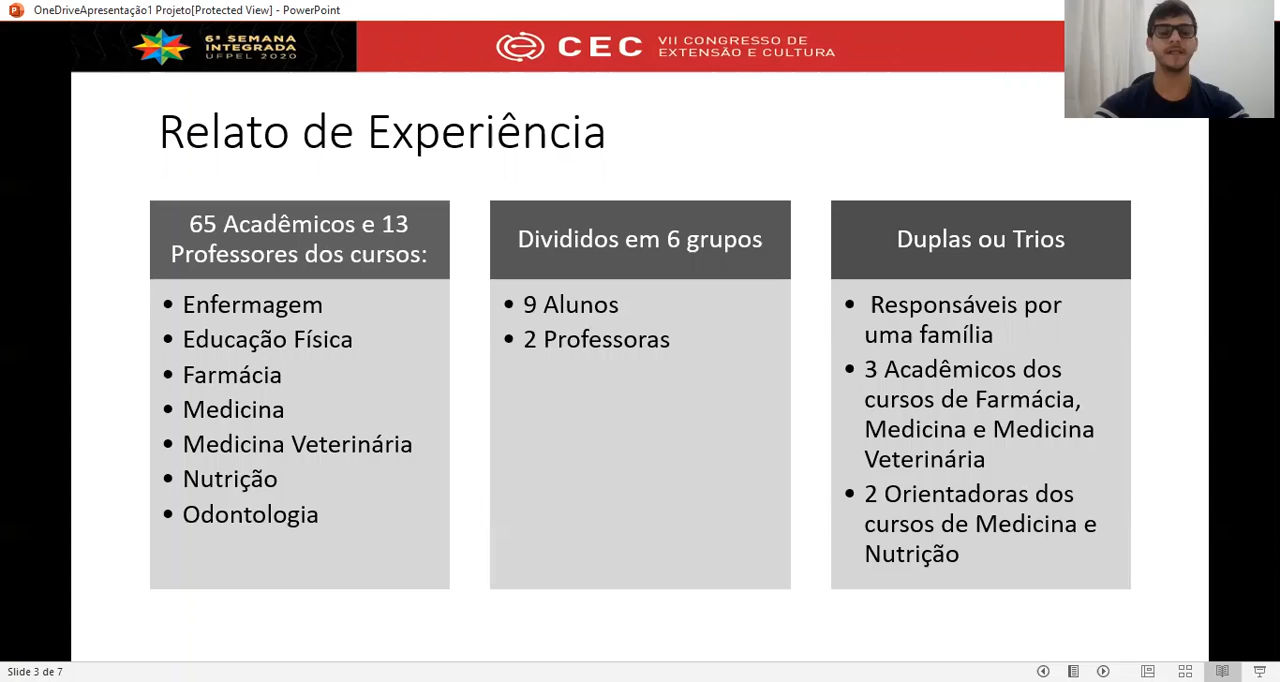 OneDriveApresentação1 Projeto[Protected View] - PowerPoint
6ª SEMANA
INTEGRADA
UFPEL 2020
CEC
VII CONGRESSO DE
EXTENSÃO E CULTURA
Relato de Experiência
65 Acadêmicos e 13
Professores dos cursos:
• Enfermagem
• Educação Física
• Farmácia
• Medicina
• Medicina Veterinária
• Nutrição
• Odontologia
Divididos em 6 grupos
• 9 Alunos
• 2 Professoras
Duplas ou Trios
• Responsáveis por
uma família
• 3 Acadêmicos dos
cursos de Farmácia,
Medicina e Medicina
Veterinária
• 2 Orientadoras dos
cursos de Medicina e
Nutrição
Slide 3 de 7